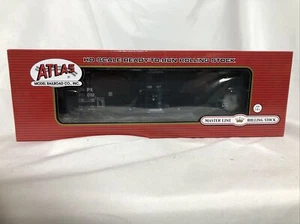 HO SCALE READY-TO-RUN ROLLING STOCK
ATLAS
MODEL RAILROAD CO., INC.
MASTER LINE ROLLING STOCK